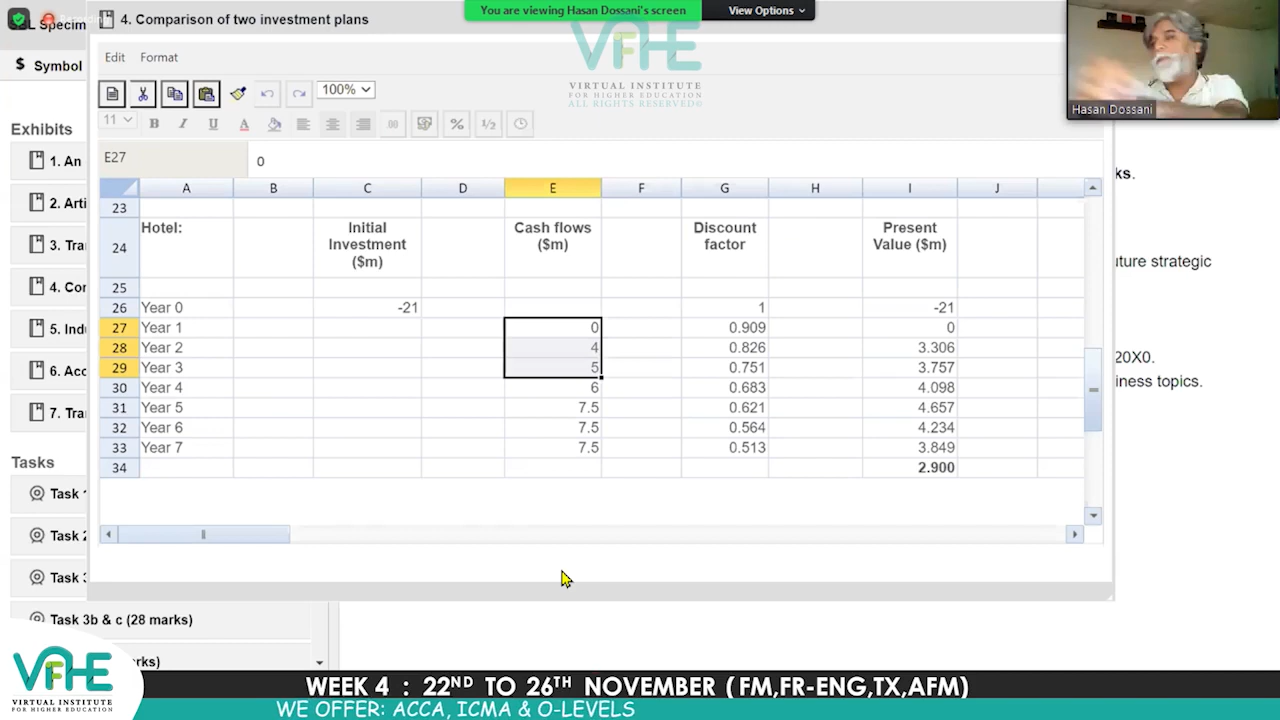 You are viewing Hasan Dossani's screen
View Options
Recording
L Specim
4. Comparison of two investment plans
VIFHE
VIRTUAL INSTITUTE
FOR HIGHER EDUCATION
ALL RIGHTS RESERVED©
Hasan Dossani
$ Symbol
Edit Format
100%
11 B I U A .00 % ½
E27 0
A B C D E F G H I J
23
24 Hotel: Initial Investment ($m) Cash flows ($m) Discount factor Present Value ($m)
25
26 Year 0 -21 1 -21
27 Year 1 0 0.909 0
28 Year 2 4 0.826 3.306
29 Year 3 5 0.751 3.757
30 Year 4 6 0.683 4.098
31 Year 5 7.5 0.621 4.657
32 Year 6 7.5 0.564 4.234
33 Year 7 7.5 0.513 3.849
34 2.900
Exhibits
1. An
2. Arti
3. Tra
4. Cor
5. Indu
6. Acc
7. Tra
Tasks
Task 1
Task 2
Task 3
Task 3b & c (28 marks)
rks)
ks.
uture strategic
20X0.
iness topics.
VIFHE
VIRTUAL INSTITUTE
FOR HIGHER EDUCATION
WEEK 4 : 22ND TO 26TH NOVEMBER (FM,FR-ENG,TX,AFM)
WE OFFER: ACCA, ICMA & O-LEVELS